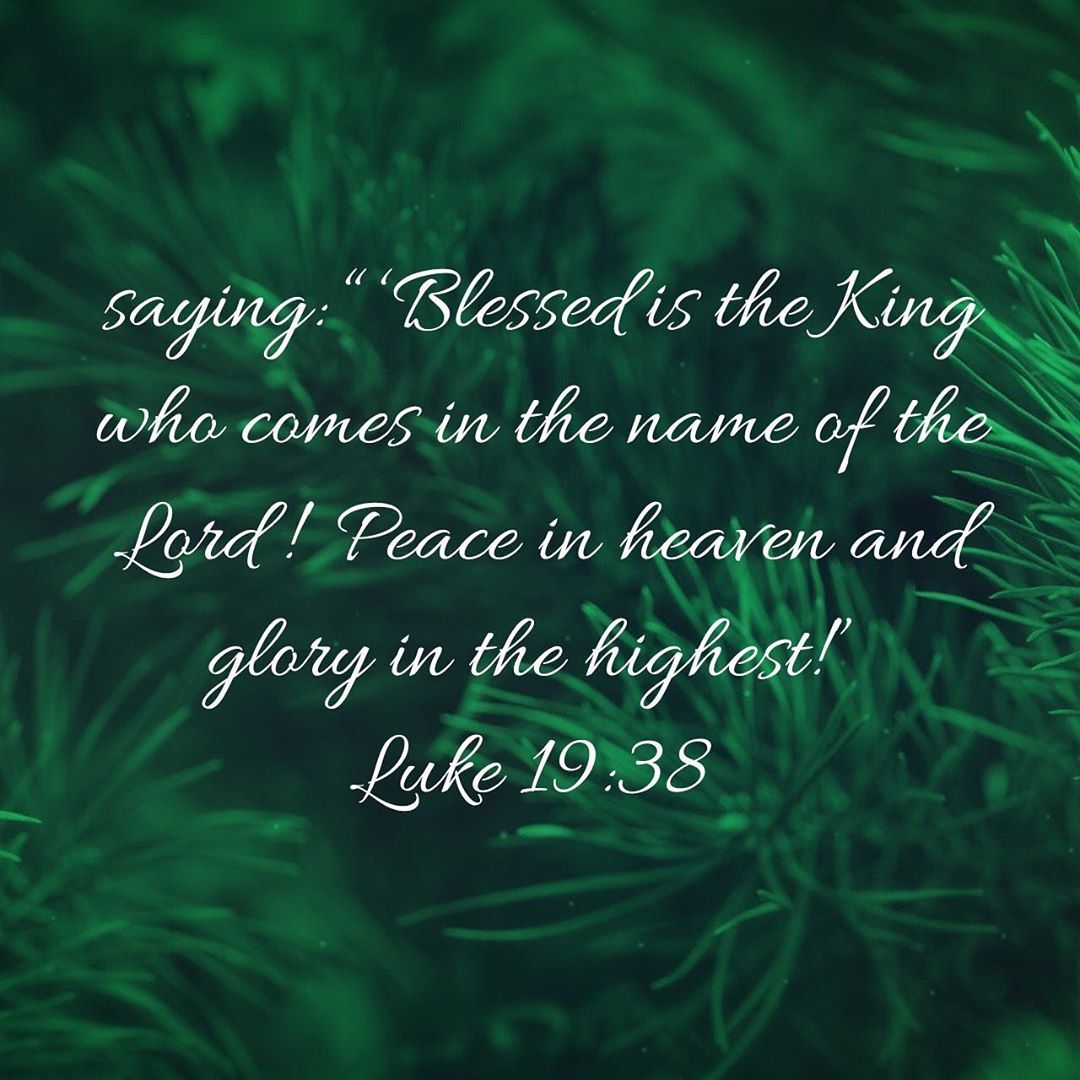 saying: “ ‘Blessed is the King
who comes in the name of the
Lord! Peace in heaven and
glory in the highest!”
Luke 19:38